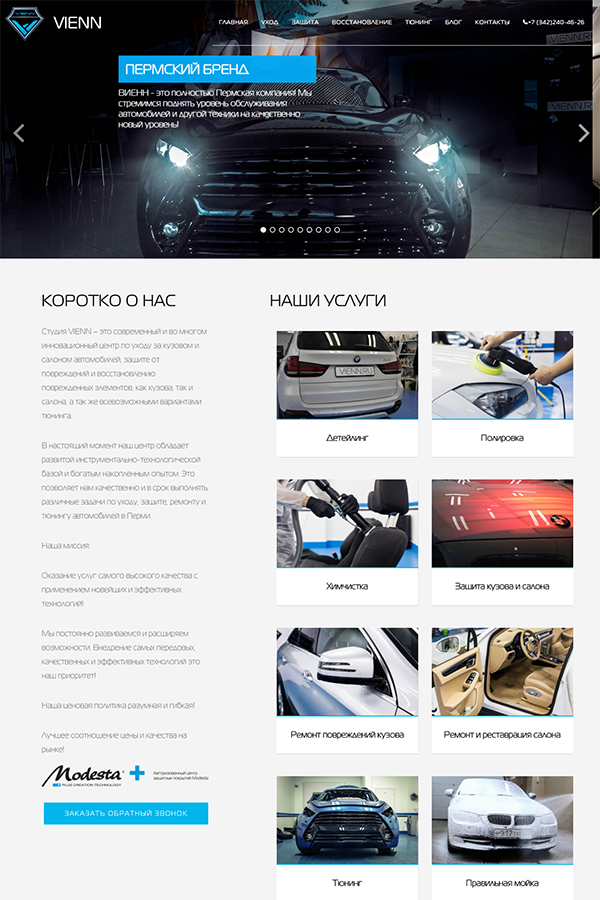 VIENN
ГЛАВНАЯ УХОД ЗАЩИТА ВОССТАНОВЛЕНИЕ ТЮНИНГ БЛОГ КОНТАКТЫ +7 (342)240-46-26
ПЕРМСКИЙ БРЕНД
ВИЕНН - это полностью Пермская компания! Мы
стремимся поднять уровень обслуживания
автомобилей и другой техники на качественно
новый уровень!
VIENN.RU
VIENN.RU
КОРОТКО О НАС
Студия VIENN – это современный и во многом
инновационный центр по уходу за кузовом и
салоном автомобилей, защите от
повреждений и восстановлению
поврежденных элементов, как кузова, так и
салона, а так же всевозможными вариантами
тюнинга.
В настоящий момент наш центр обладает
развитой инструментально-технологической
базой и богатым накопленным опытом. Это
позволяет нам качественно и в срок выполнять
различные задачи по уходу, защите, ремонту и
тюнингу автомобилей в Перми.
Наша миссия:
Оказание услуг самого высокого качества с
применением новейших и эффективных
технологий!
Мы постоянно развиваемся и расширяем
возможности. Внедрение самых передовых,
качественных и эффективных технологий это
наш приоритет!
Наша ценовая политика разумная и гибкая!
Лучшее соотношение цены и качества на
рынке!
Modesta®
PLUS CREATION TECHNOLOGY
Авторизованный центр
защитных покрытий Modesta
ЗАКАЗАТЬ ОБРАТНЫЙ ЗВОНОК
НАШИ УСЛУГИ
VIENN.RU
Детейлинг
Полировка
Химчистка
Защита кузова и салона
Ремонт повреждений кузова
Ремонт и реставрация салона
Тюнинг
Правильная мойка